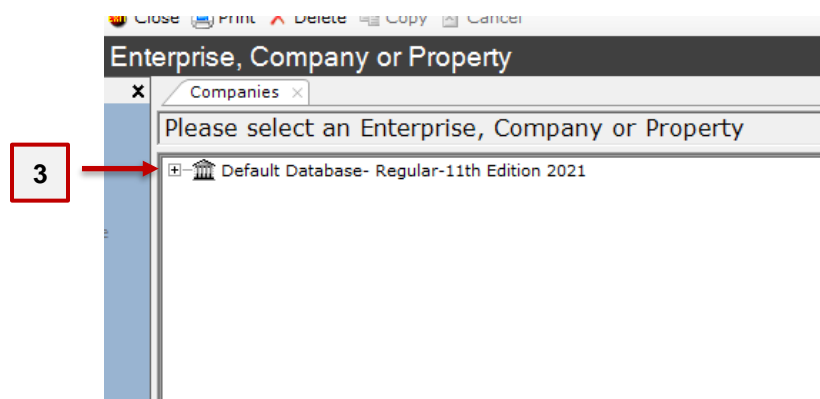 Close Print Delete Copy Cancel
Enterprise, Company or Property
Companies
Please select an Enterprise, Company or Property
3
Default Database- Regular-11th Edition 2021
e